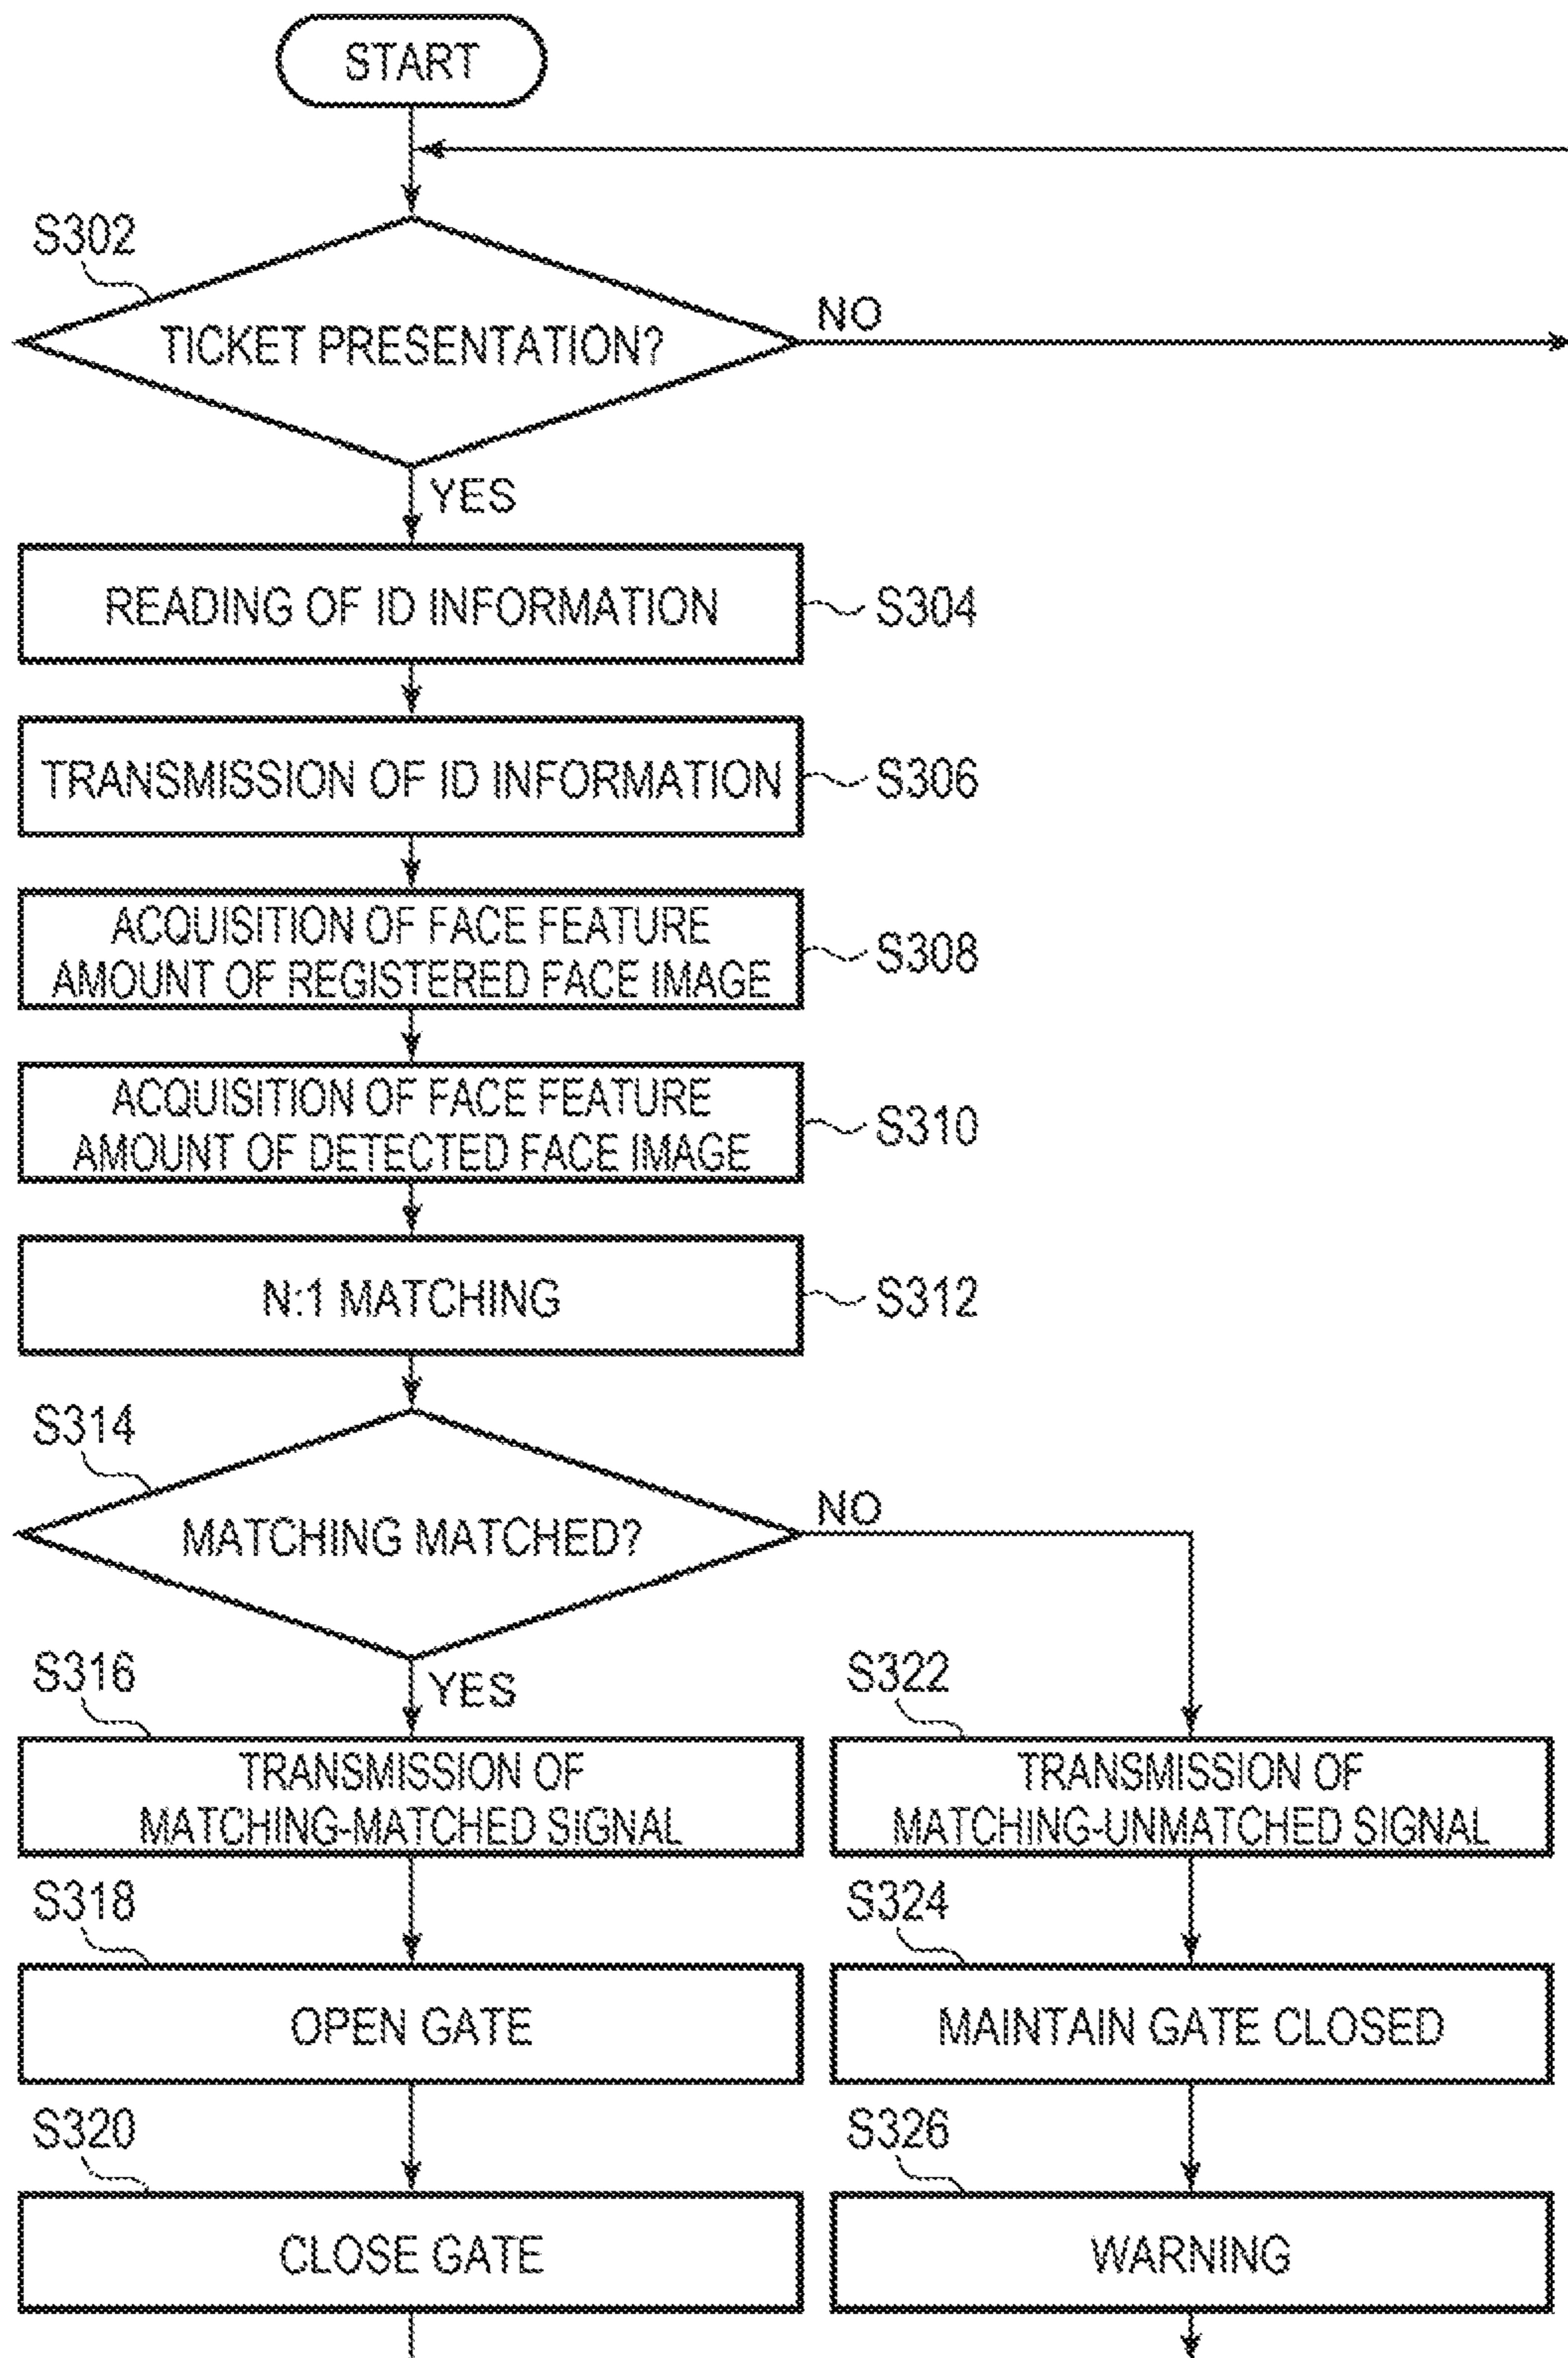 START
S302
TICKET PRESENTATION?
NO
YES
READING OF ID INFORMATION
S304
TRANSMISSION OF ID INFORMATION
S306
ACQUISITION OF FACE FEATURE
AMOUNT OF REGISTERED FACE IMAGE
S308
ACQUISITION OF FACE FEATURE
AMOUNT OF DETECTED FACE IMAGE
S310
N:1 MATCHING
S312
S314
MATCHING MATCHED?
NO
YES
S316
TRANSMISSION OF
MATCHING-MATCHED SIGNAL
S322
TRANSMISSION OF
MATCHING-UNMATCHED SIGNAL
S318
OPEN GATE
S324
MAINTAIN GATE CLOSED
S320
CLOSE GATE
S326
WARNING